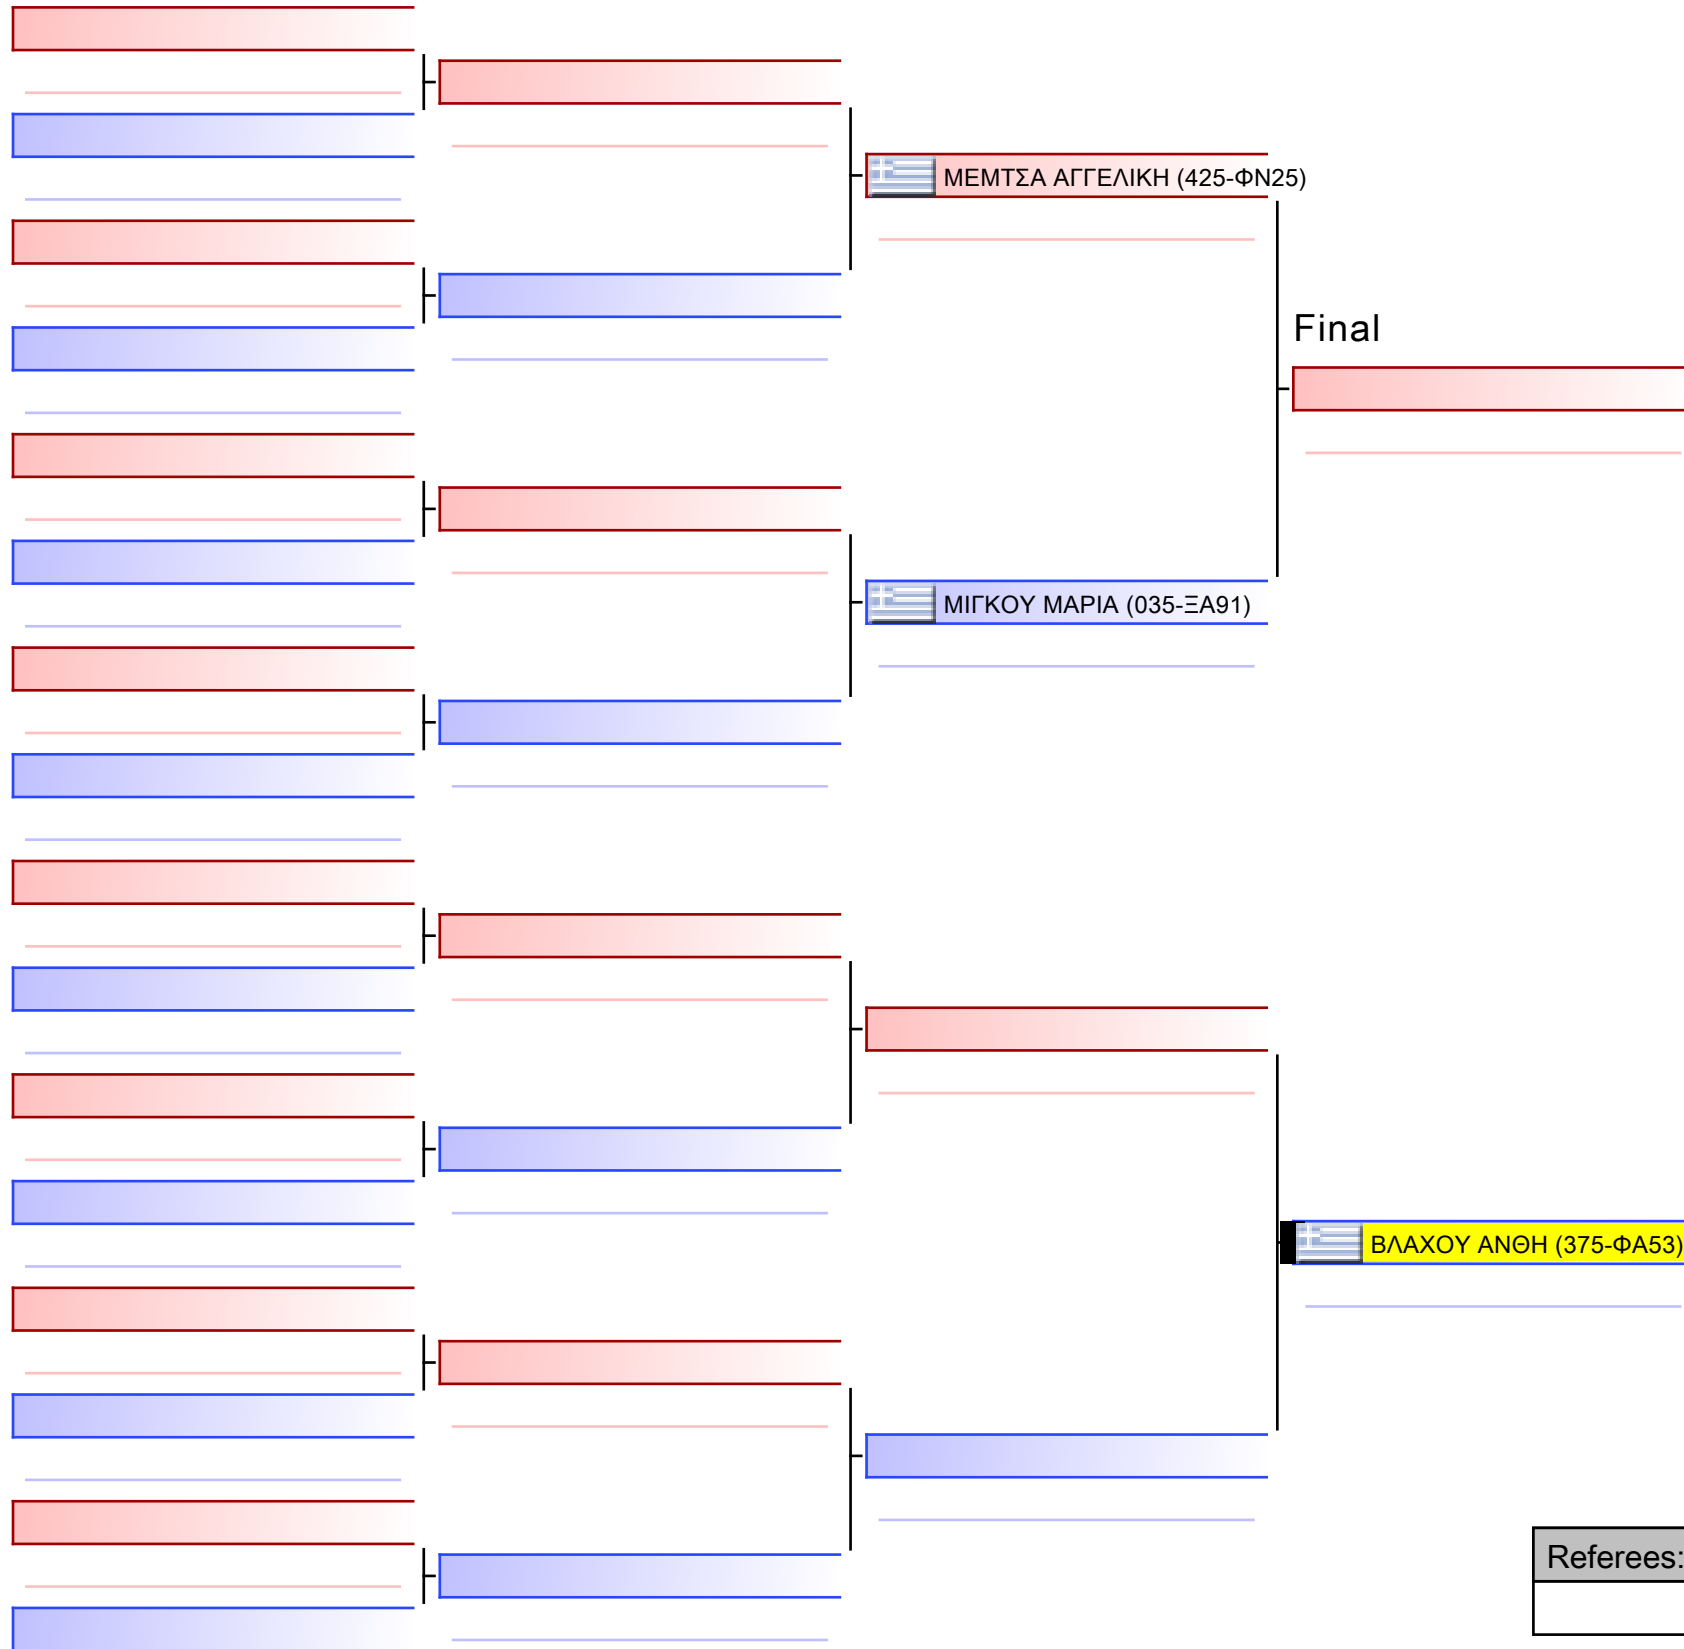 ΜΕΜΤΣΑ ΑΓΓΕΛΙΚΗ (425-ΦΝ25)
Final
ΜΙΓΚΟΥ ΜΑΡΙΑ (035-ΞΑ91)
ΒΛΑΧΟΥ ΑΝΘΗ (375-ΦΑ53)
Referees: